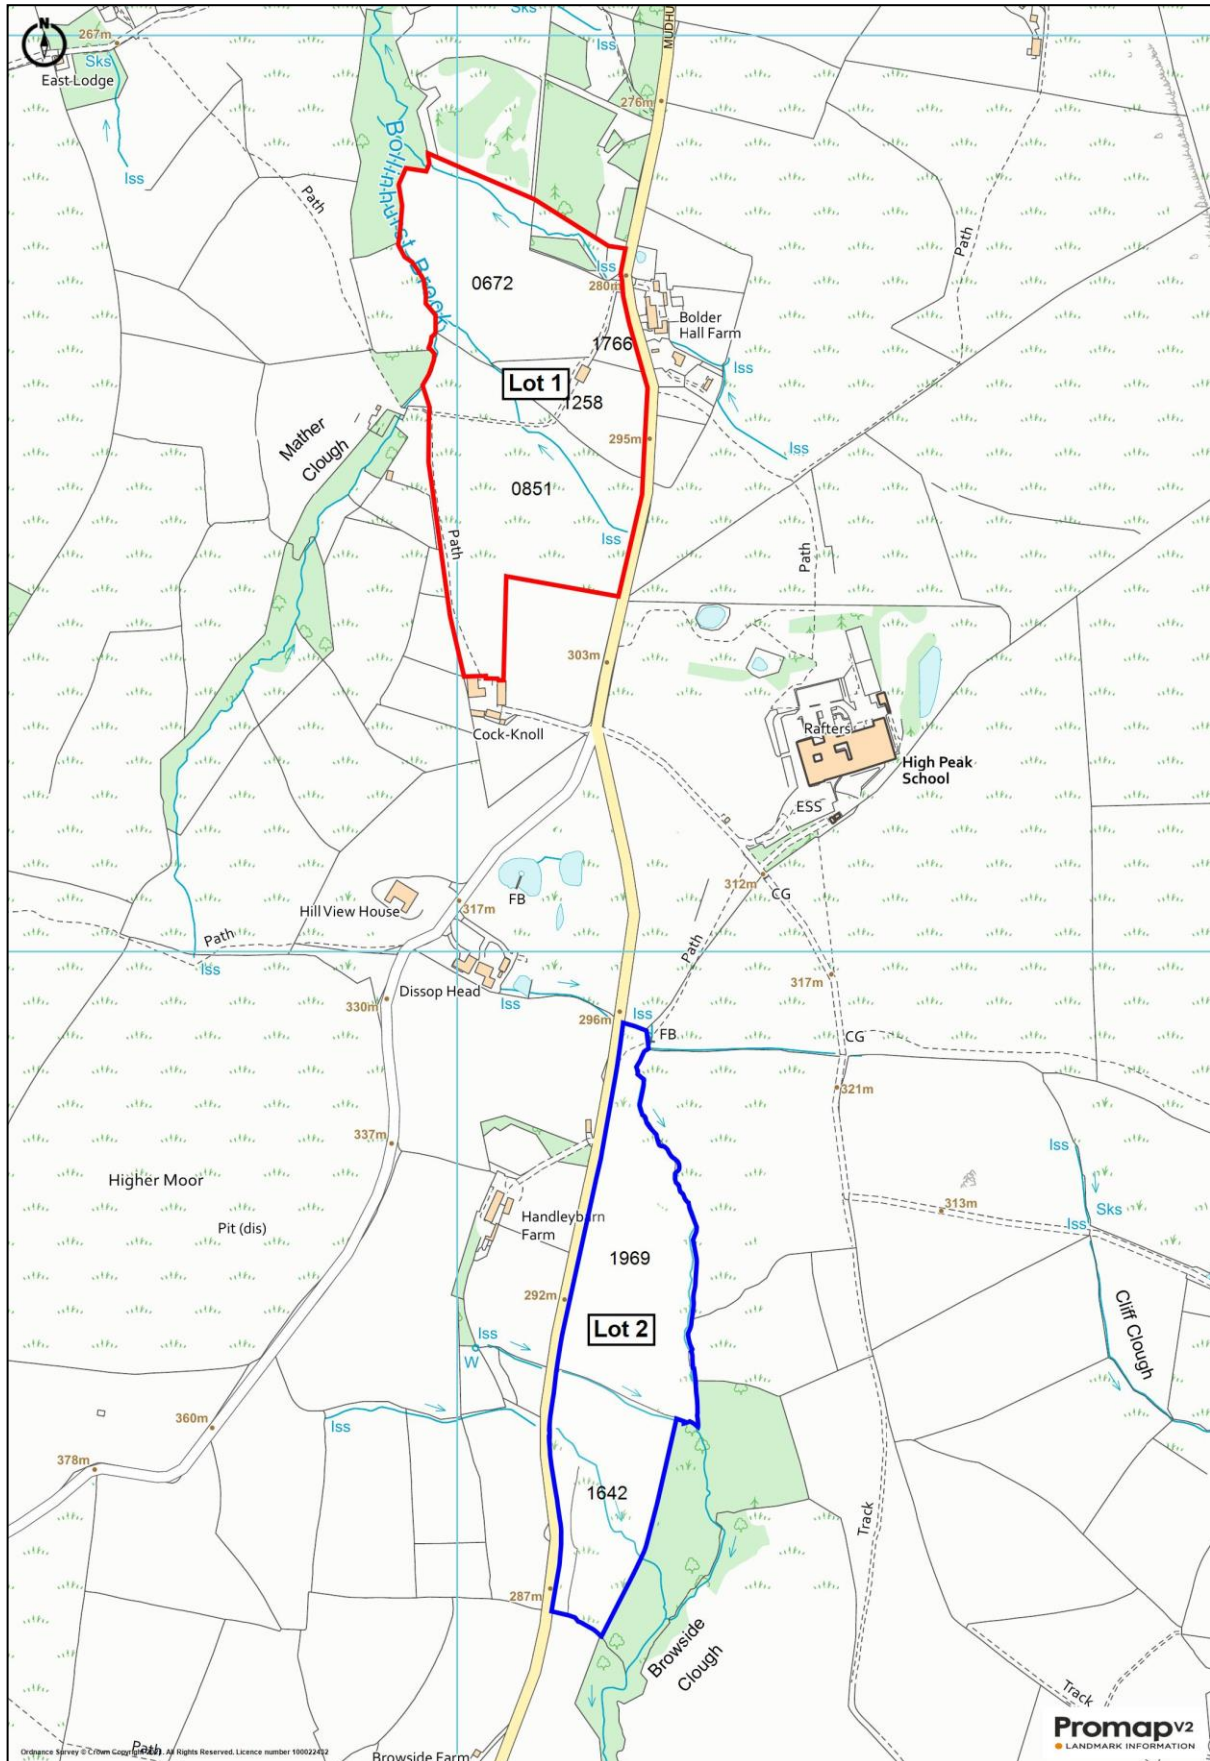 N
267m
Sks
East Lodge
Iss
Sks
Iss
MUDHU
276m
Path
Bollinhurst Brook
Iss
280m
0672
Bolder
Hall Farm
1766
Lot 1
1258
Iss
Path
295m
Iss
Mather
Clough
0851
Iss
Path
Path
303m
Cock-Knoll
Rafters
High Peak
School
ESS
312m
CG
FB
Hill View House
317m
Path
Iss
Path
317m
Dissop Head
Iss
330m
296m
Iss
FB
CG
321m
337m
Iss
Higher Moor
313m
Sks
Iss
Pit (dis)
Handleybarn
Farm
1969
292m
Lot 2
Cliff Clough
Iss
W
360m
Iss
378m
1642
Track
287m
Browside
Clough
Track
Path
Browside Farm
Promapv2
LANDMARK INFORMATION